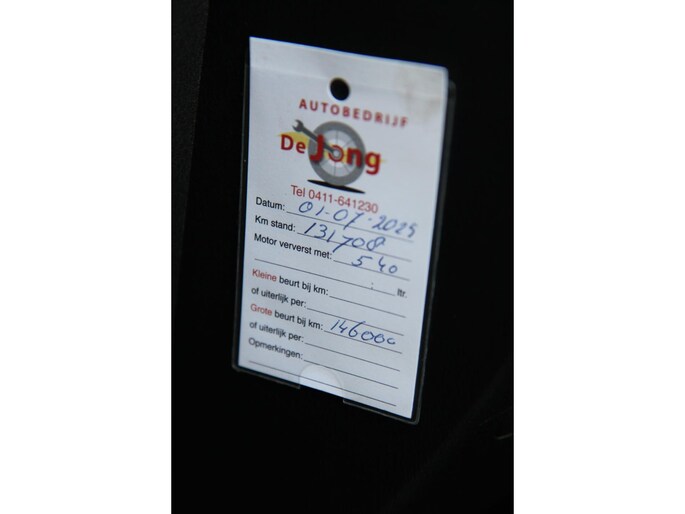 AUTOBEDRIJF
De Jong
Tel 0411-641230
Datum: 01-07-2025
Km stand: 131708
Motor ververst met: 5 40
: ltr.
Kleine beurt bij km:
of uiterlijk per:
Grote beurt bij km: 146000
of uiterlijk per:
Opmerkingen: